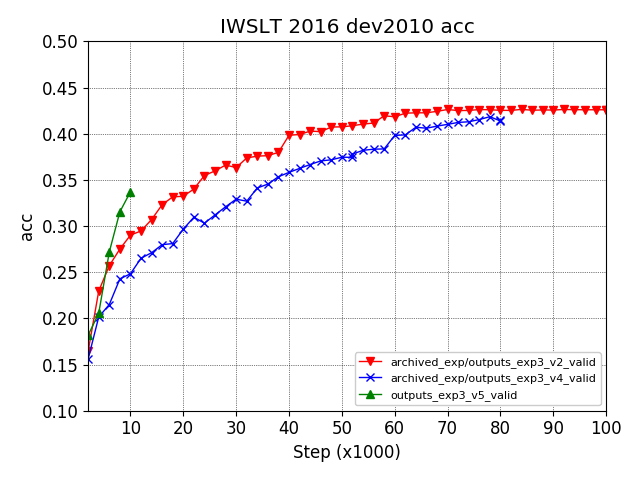 IWSLT 2016 dev2010 acc
0.50
0.45
0.40
0.35
0.30
0.25
0.20
0.15
0.10
acc
10 20 30 40 50 60 70 80 90 100
Step (x1000)
archived_exp/outputs_exp3_v2_valid
archived_exp/outputs_exp3_v4_valid
outputs_exp3_v5_valid